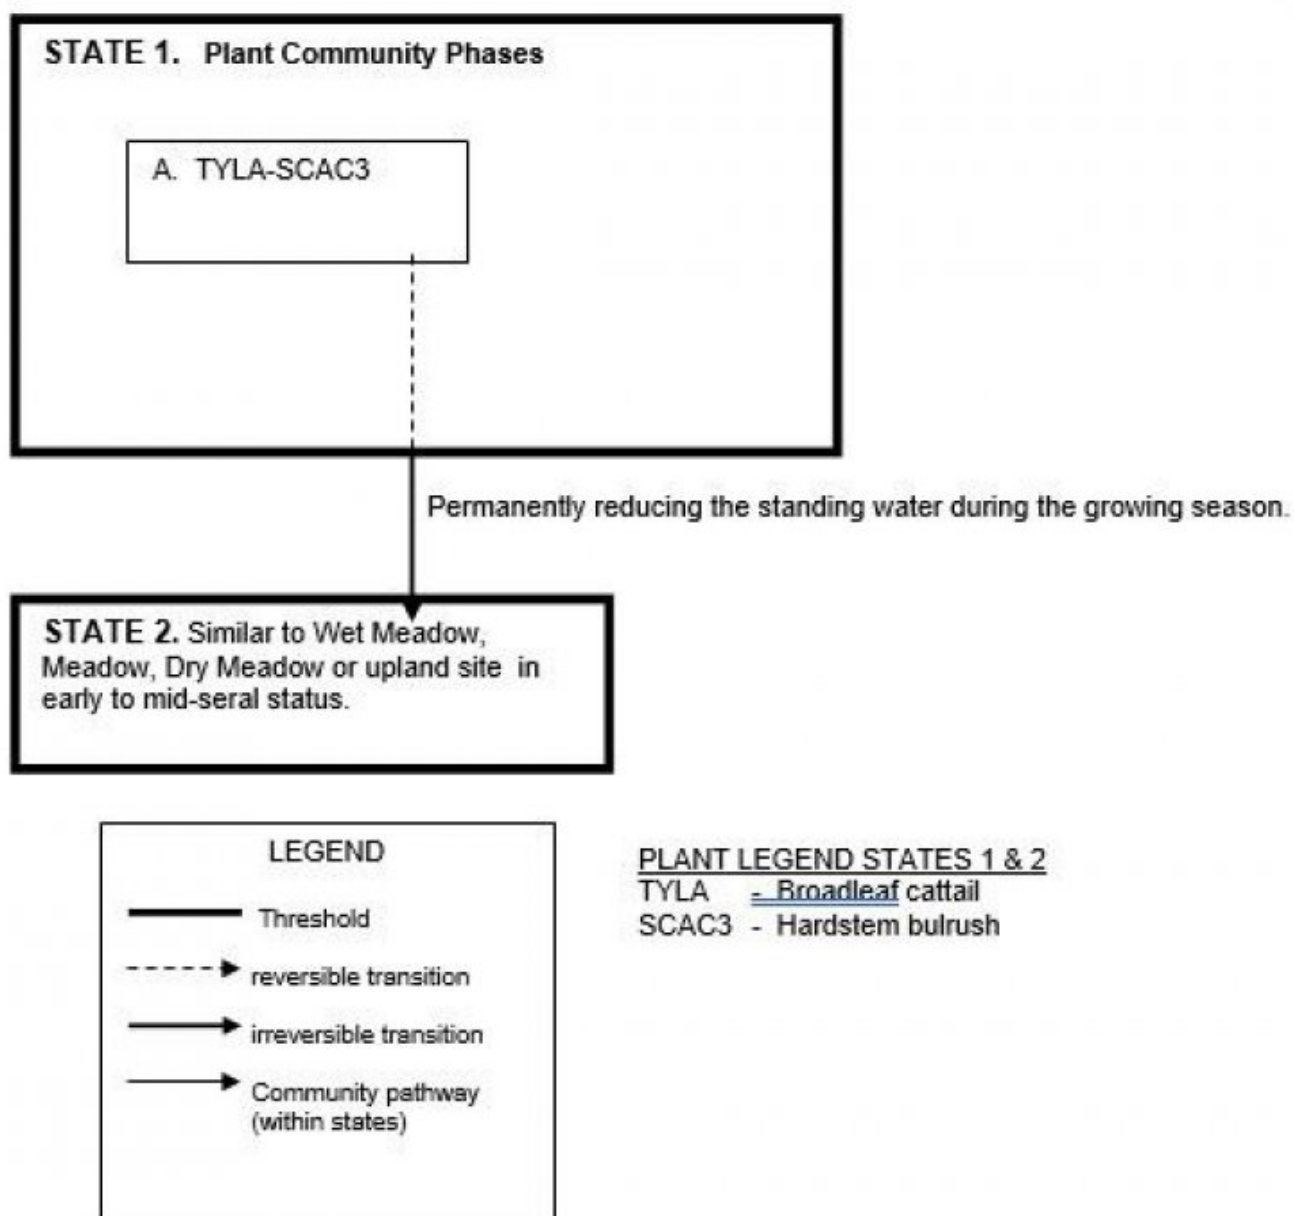 STATE 1. Plant Community Phases
A. TYLA-SCAC3
Permanently reducing the standing water during the growing season.
STATE 2. Similar to Wet Meadow,
Meadow, Dry Meadow or upland site in
early to mid-seral status.
LEGEND
Threshold
reversible transition
irreversible transition
Community pathway
(within states)
PLANT LEGEND STATES 1 & 2
TYLA - Broadleaf cattail
SCAC3 - Hardstem bulrush